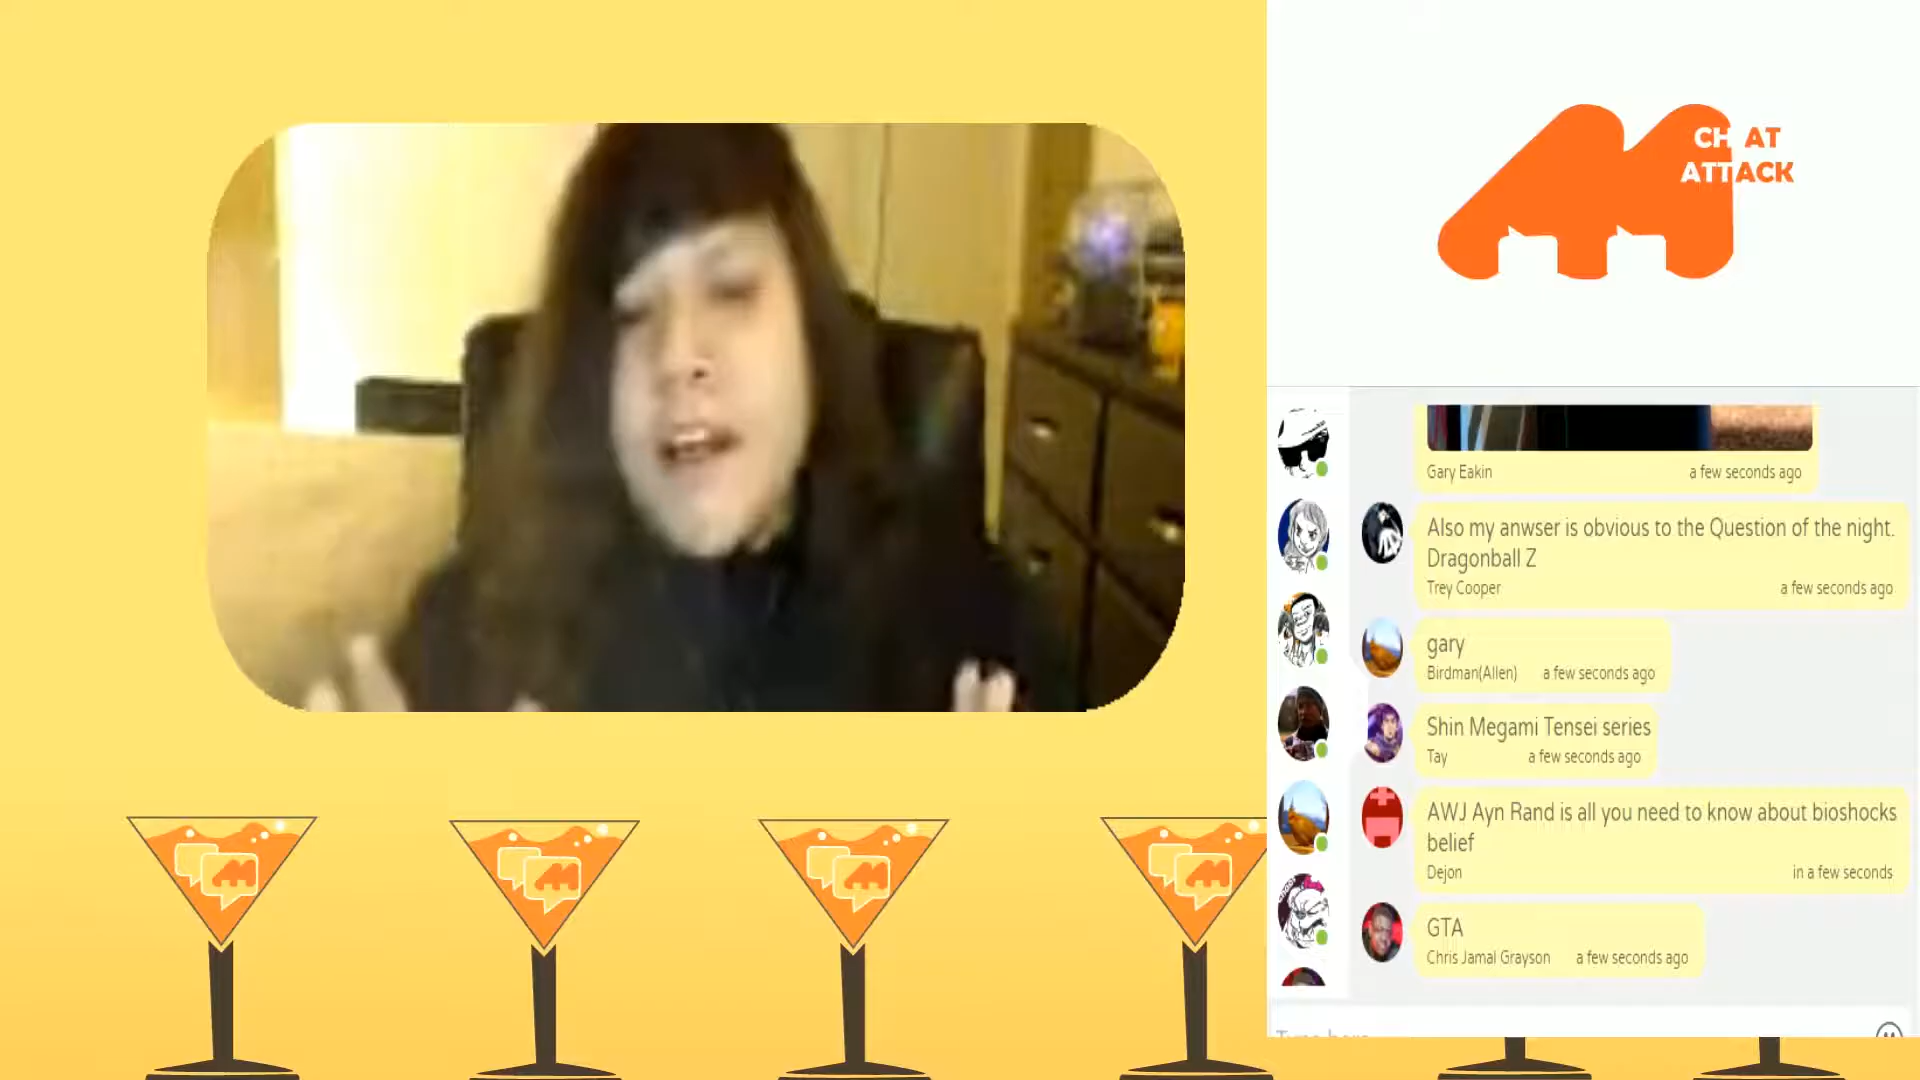 CHAT
ATTACK
Gary Eakin a few seconds ago
Also my anwser is obvious to the Question of the night.
Dragonball Z
Trey Cooper a few seconds ago
gary
Birdman(Allen) a few seconds ago
Shin Megami Tensei series
Tay a few seconds ago
AWJ Ayn Rand is all you need to know about bioshocks
belief
Dejon in a few seconds
GTA
Chris Jamal Grayson a few seconds ago